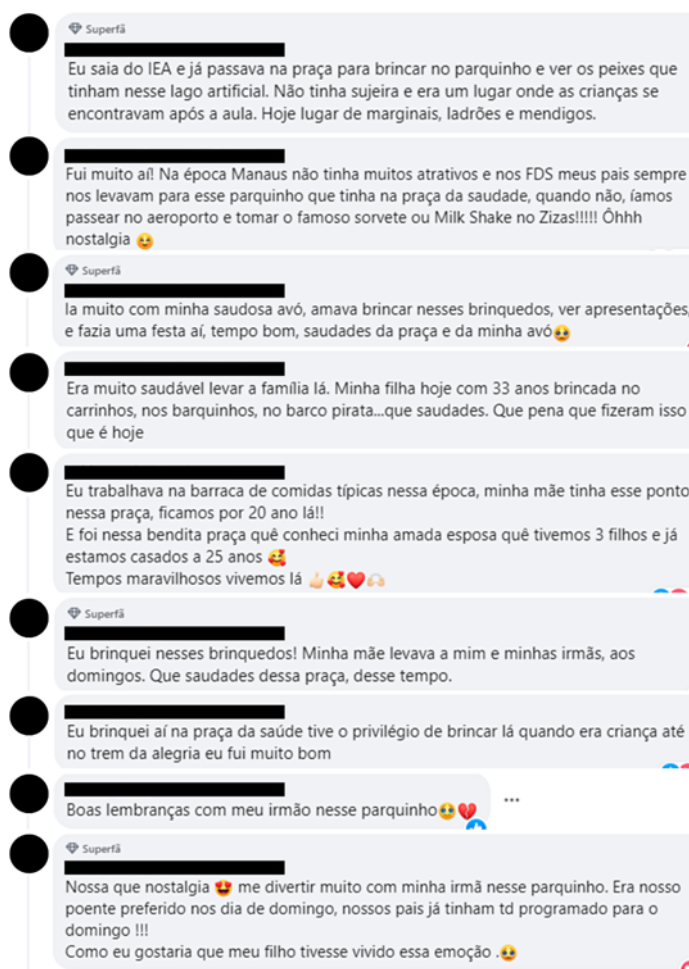 Superfã
Eu saia do IEA e já passava na praça para brincar no parquinho e ver os peixes que
tinham nesse lago artificial. Não tinha sujeira e era um lugar onde as crianças se
encontravam após a aula. Hoje lugar de marginais, ladrões e mendigos.
Fui muito aí! Na época Manaus não tinha muitos atrativos e nos FDS meus pais sempre
nos levavam para esse parquinho que tinha na praça da saudade, quando não, íamos
passear no aeroporto e tomar o famoso sorvete ou Milk Shake no Zizas!!!!! Ôhhh
nostalgia 🥹
Superfã
Ia muito com minha saudosa avó, amava brincar nesses brinquedos, ver apresentações,
e fazia uma festa aí, tempo bom, saudades da praça e da minha avó🥹
Era muito saudável levar a família lá. Minha filha hoje com 33 anos brincada no
carrinhos, nos barquinhos, no barco pirata...que saudades. Que pena que fizeram isso
que é hoje
Eu trabalhava na barraca de comidas típicas nessa época, minha mãe tinha esse ponto
nessa praça, ficamos por 20 ano lá!!
E foi nessa bendita praça quê conheci minha amada esposa quê tivemos 3 filhos e já
estamos casados a 25 anos 🥰
Tempos maravilhosos vivemos lá 👍🏻🥰❤️🫶🏻
Superfã
Eu brinquei nesses brinquedos! Minha mãe levava a mim e minhas irmãs, aos
domingos. Que saudades dessa praça, desse tempo.
Eu brinquei aí na praça da saúde tive o privilégio de brincar lá quando era criança até
no trem da alegria eu fui muito bom
Boas lembranças com meu irmão nesse parquinho🥹💔
Superfã
Nossa que nostalgia 😍 me divertir muito com minha irmã nesse parquinho. Era nosso
poente preferido nos dia de domingo, nossos pais já tinham td programado para o
domingo !!!
Como eu gostaria que meu filho tivesse vivido essa emoção .🥹